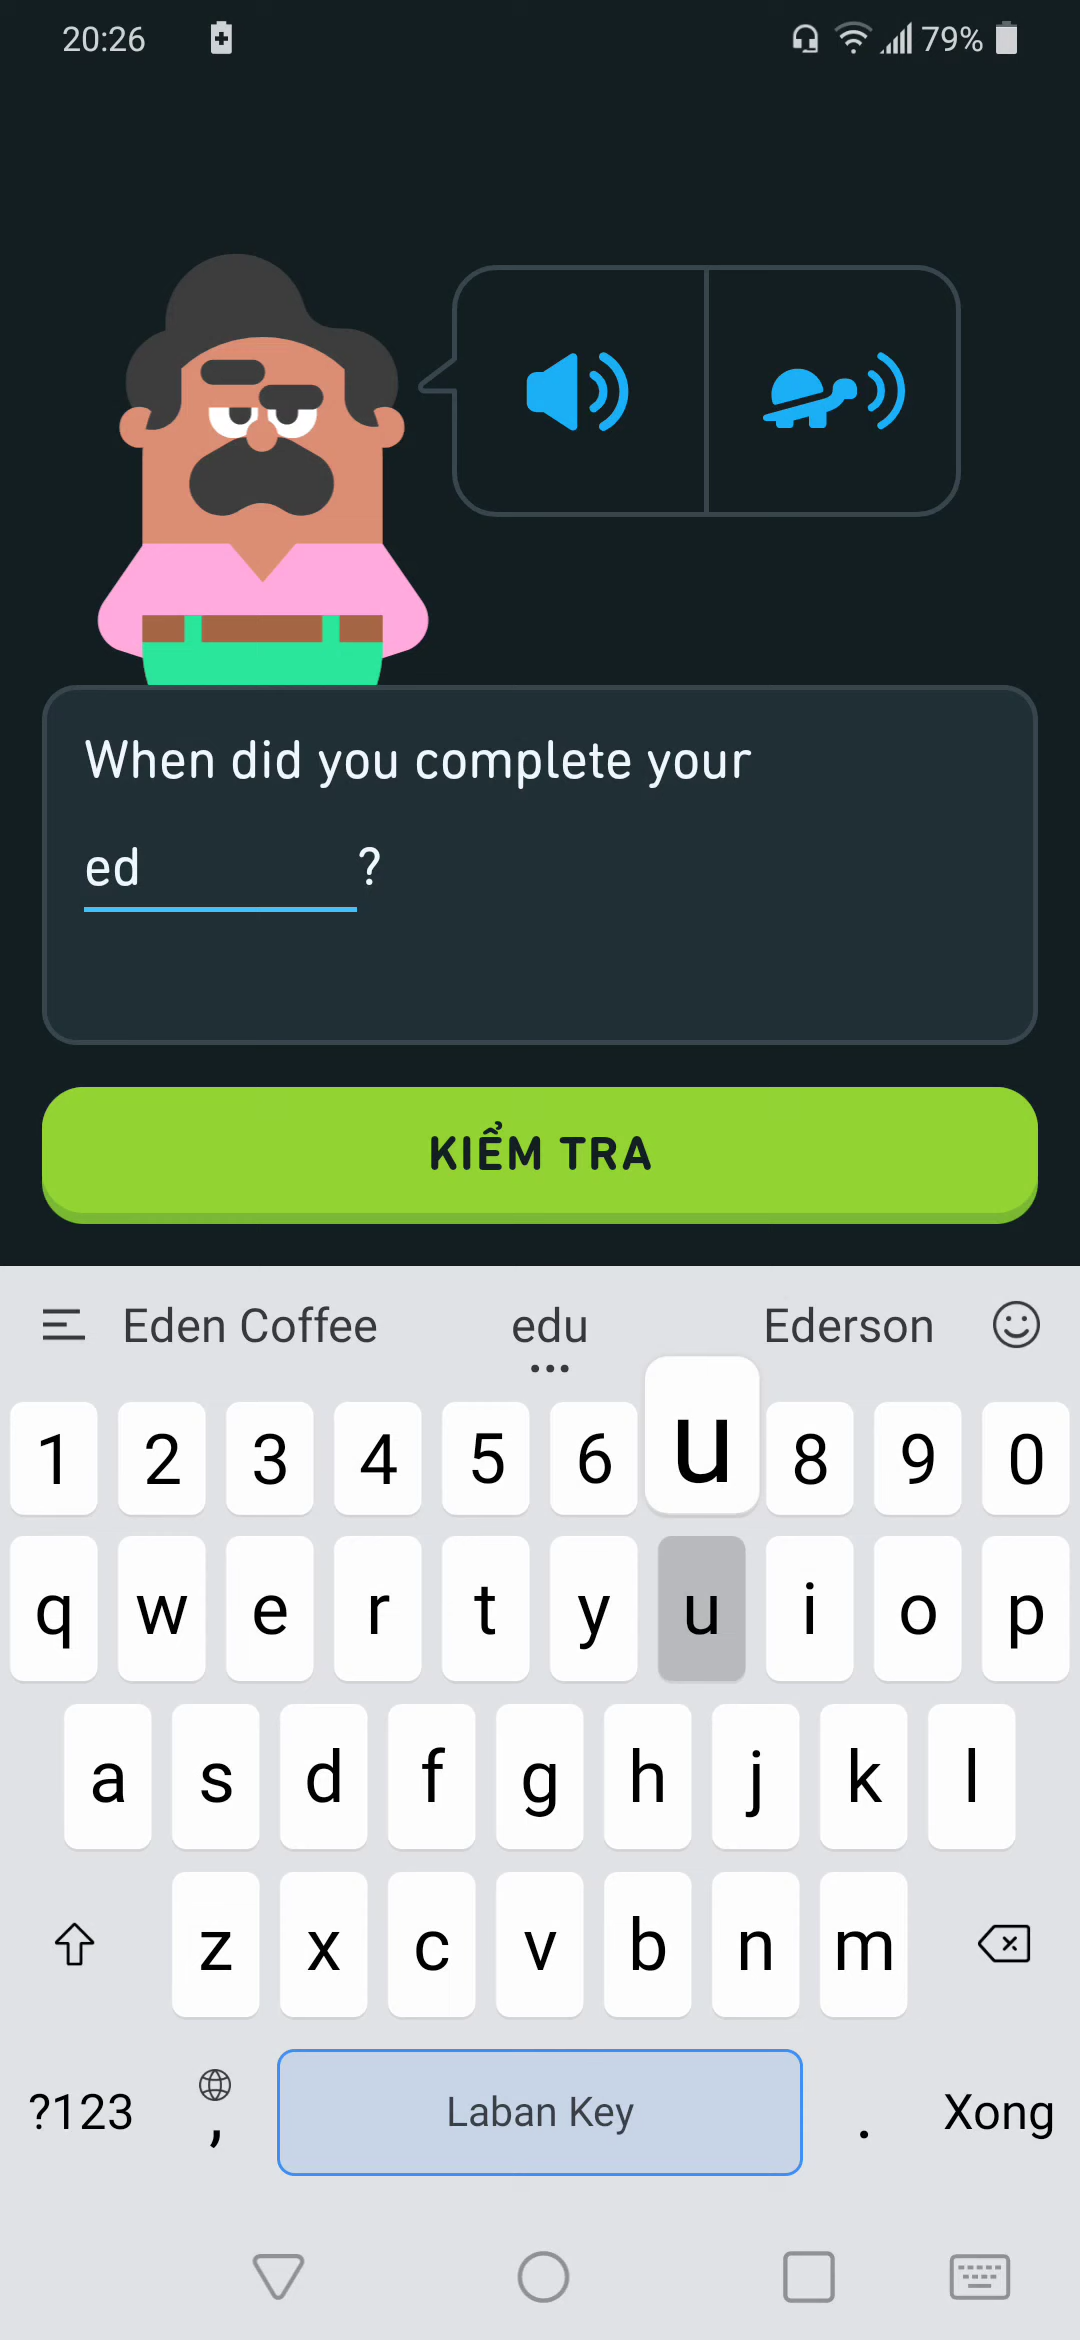 20:26 79%
When did you complete your
ed ?
KIỂM TRA
Eden Coffee edu Ederson
...
1 2 3 4 5 6 u 8 9 0
q w e r t y u i o p
a s d f g h j k l
z x c v b n m
?123 , Laban Key . Xong